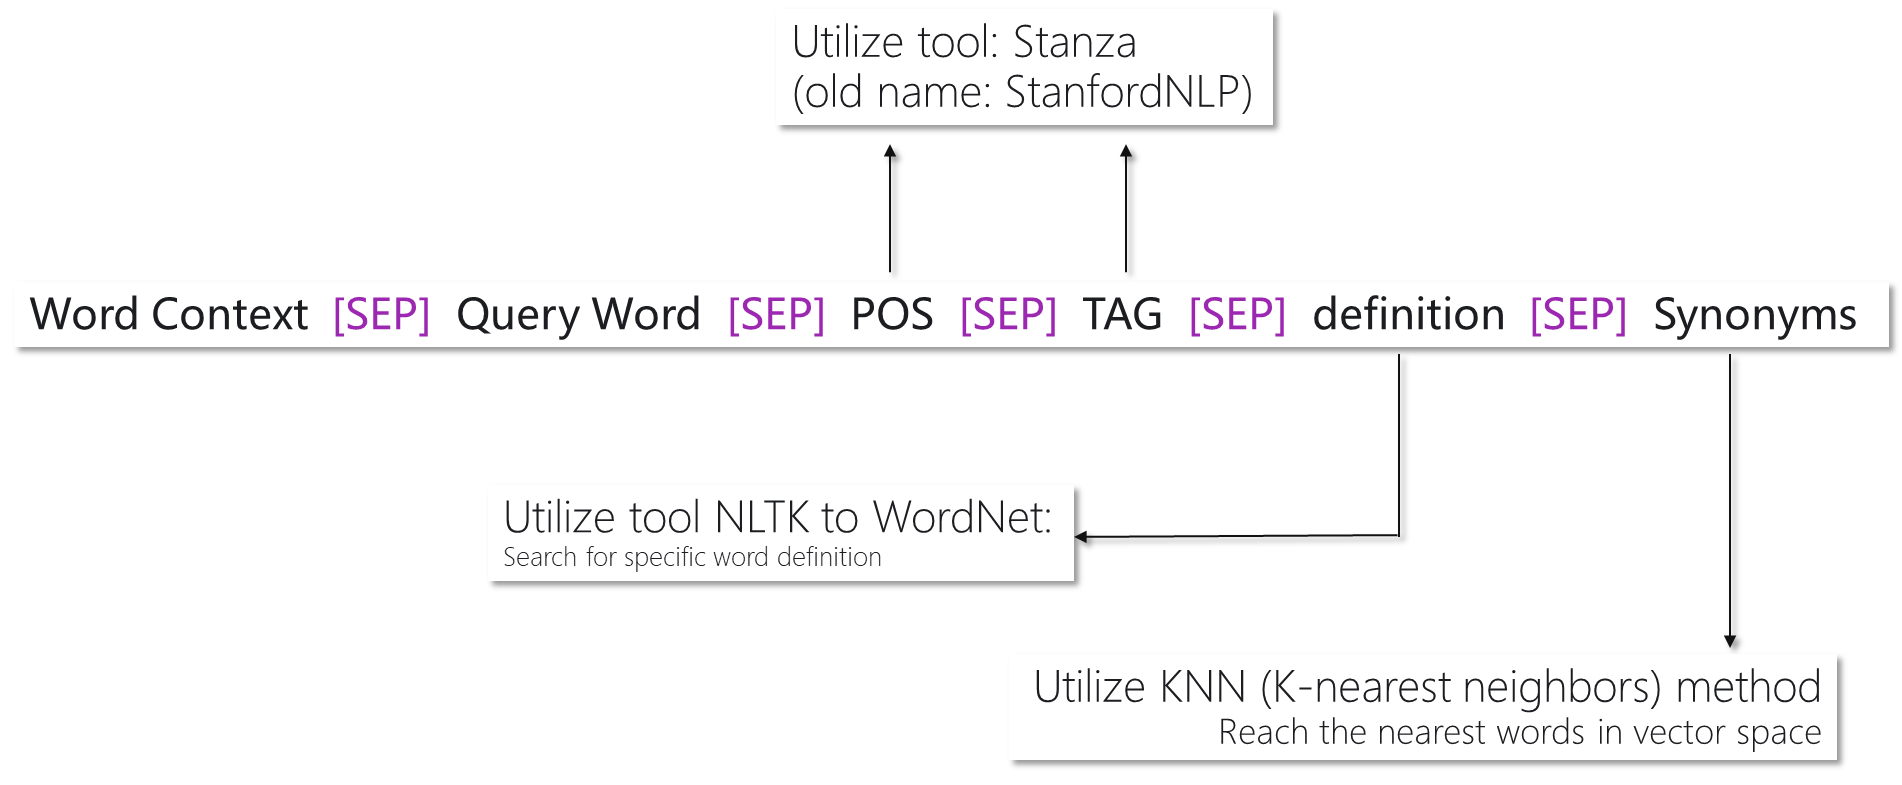 Utilize tool: Stanza
(old name: StanfordNLP)
Word Context [SEP] Query Word [SEP] POS [SEP] TAG [SEP] definition [SEP] Synonyms
Utilize tool NLTK to WordNet:
Search for specific word definition
Utilize KNN (K-nearest neighbors) method
Reach the nearest words in vector space